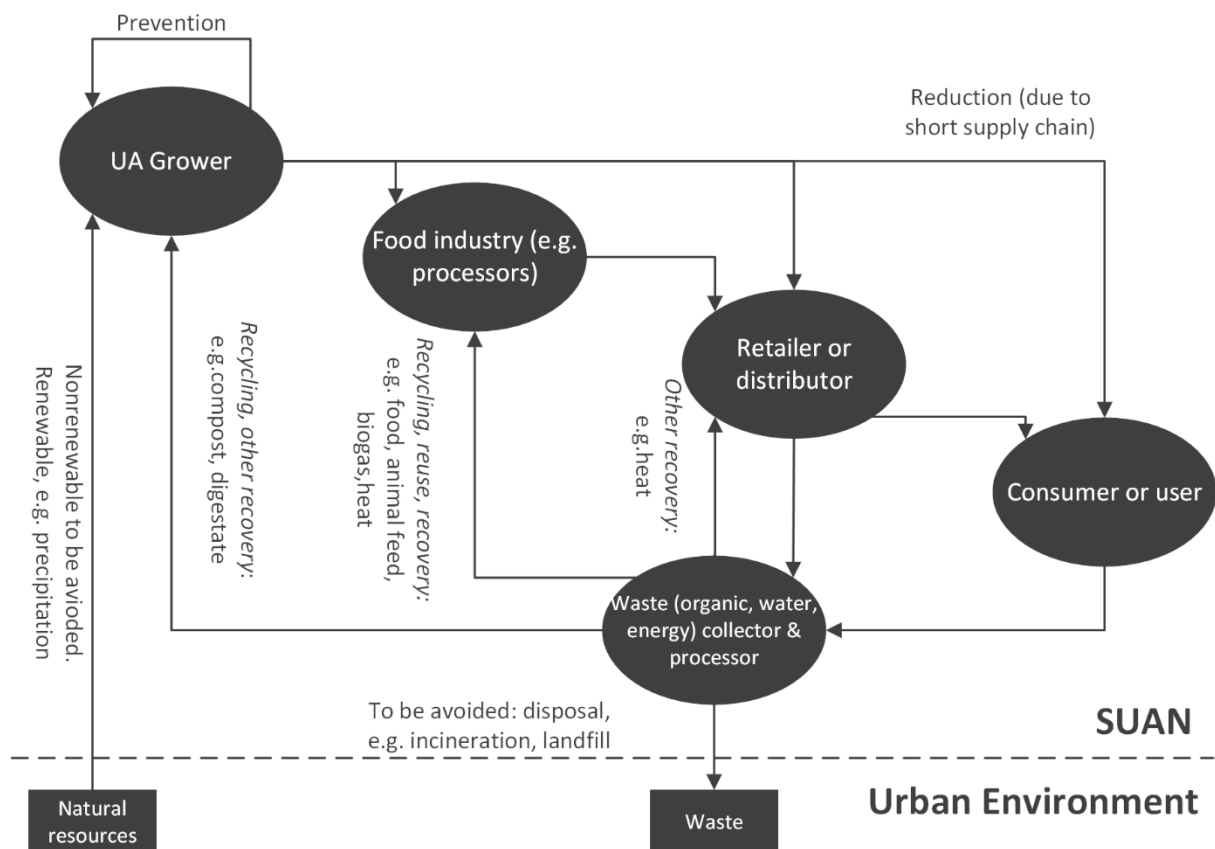 Prevention
Reduction (due to
short supply chain)
UA Grower
Food industry (e.g.
processors)
Retailer or
distributor
Consumer or user
Nonrenewable to be avioded.
Renewable, e.g. precipitation
Recycling, other recovery:
e.g.compost, digestate
Recycling, reuse, recovery:
e.g. food, animal feed,
biogas,heat
Other recovery:
e.g.heat
Waste (organic, water,
energy) collector &
processor
To be avoided: disposal,
e.g. incineration, landfill
SUAN
Urban Environment
Natural
resources
Waste